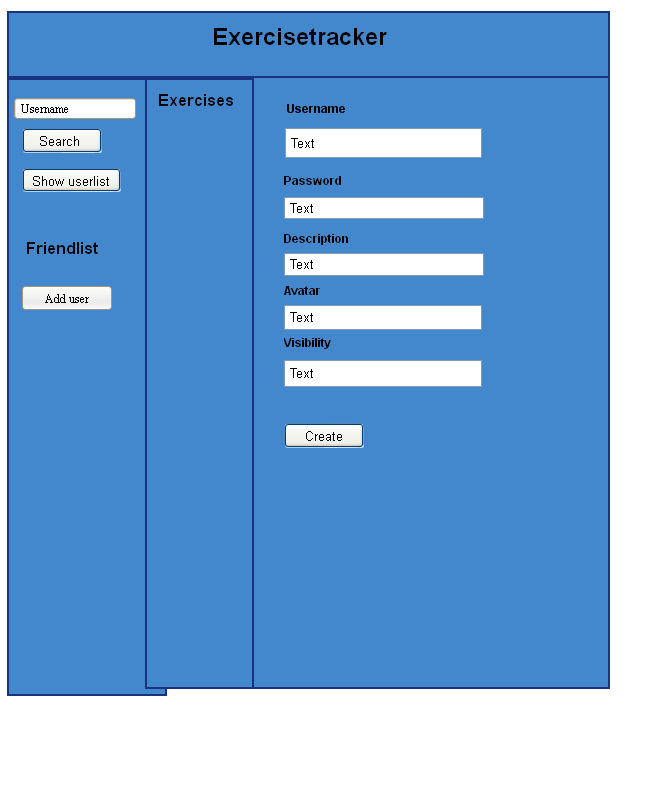 Exercisetracker
Username
Search
Show userlist
Friendlist
Add user
Exercises
Username
Text
Password
Text
Description
Text
Avatar
Text
Visibility
Text
Create